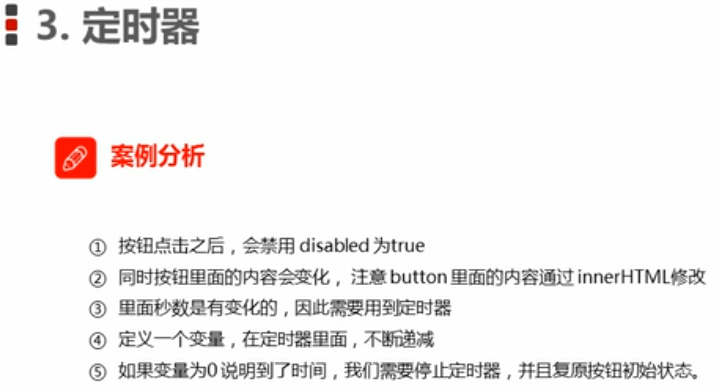 3. 定时器
案例分析
① 按钮点击之后，会禁用 disabled 为true
② 同时按钮里面的内容会变化， 注意 button 里面的内容通过 innerHTML修改
③ 里面秒数是有变化的，因此需要用到定时器
④ 定义一个变量，在定时器里面，不断递减
⑤ 如果变量为0 说明到了时间，我们需要停止定时器，并且复原按钮初始状态。